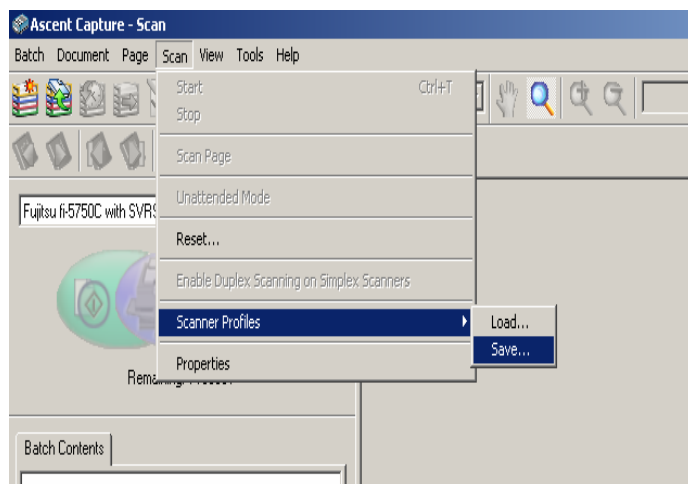 Ascent Capture - Scan
Batch Document Page Scan View Tools Help
Start Ctrl+T
Stop
Scan Page
Unattended Mode
Reset...
Enable Duplex Scanning on Simplex Scanners
Scanner Profiles
Load...
Save...
Properties
Fujitsu fi-5750C with
Batch Contents